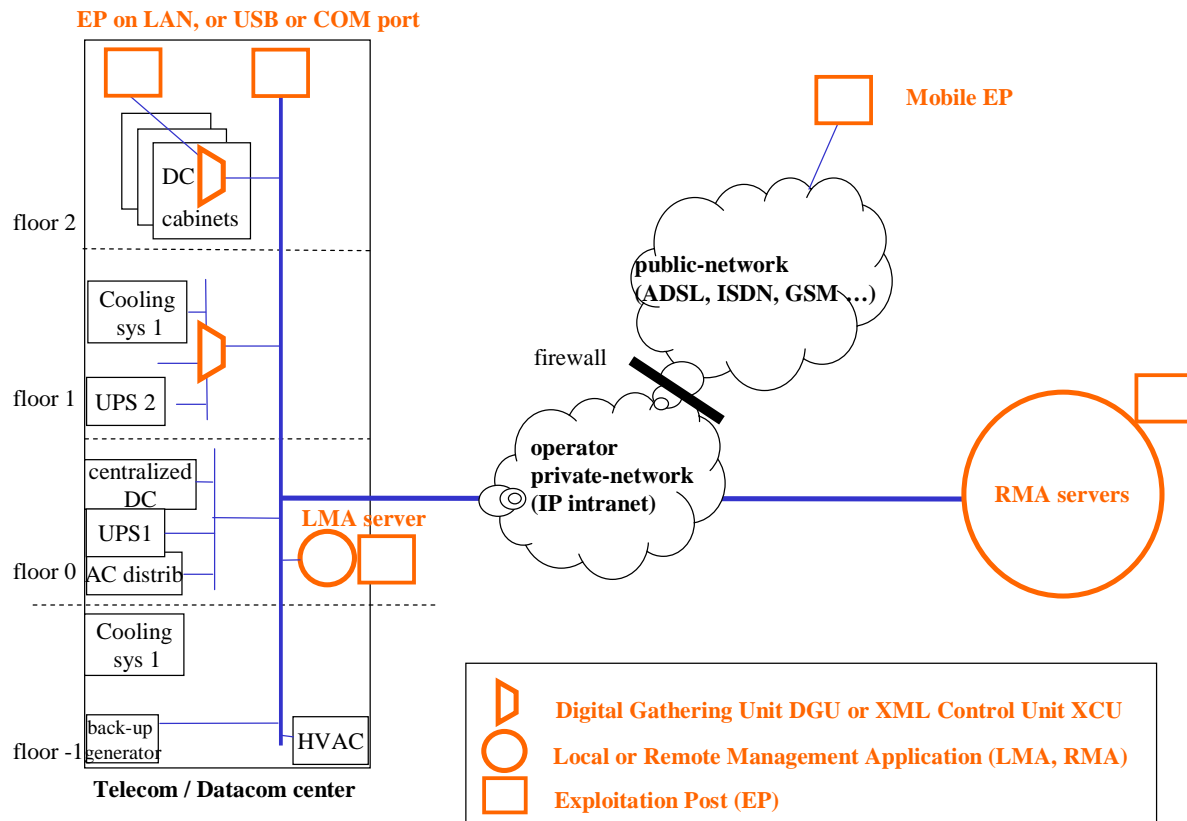 EP on LAN, or USB or COM port
Mobile EP
DC
cabinets
floor 2
public-network
(ADSL, ISDN, GSM …)
Cooling
sys 1
firewall
floor 1
UPS 2
operator
private-network
(IP intranet)
centralized
DC
UPS1
LMA server
RMA servers
floor 0
AC distrib
Cooling
sys 1
back-up
generator
HVAC
floor -1
Telecom / Datacom center
Digital Gathering Unit DGU or XML Control Unit XCU
Local or Remote Management Application (LMA, RMA)
Exploitation Post (EP)